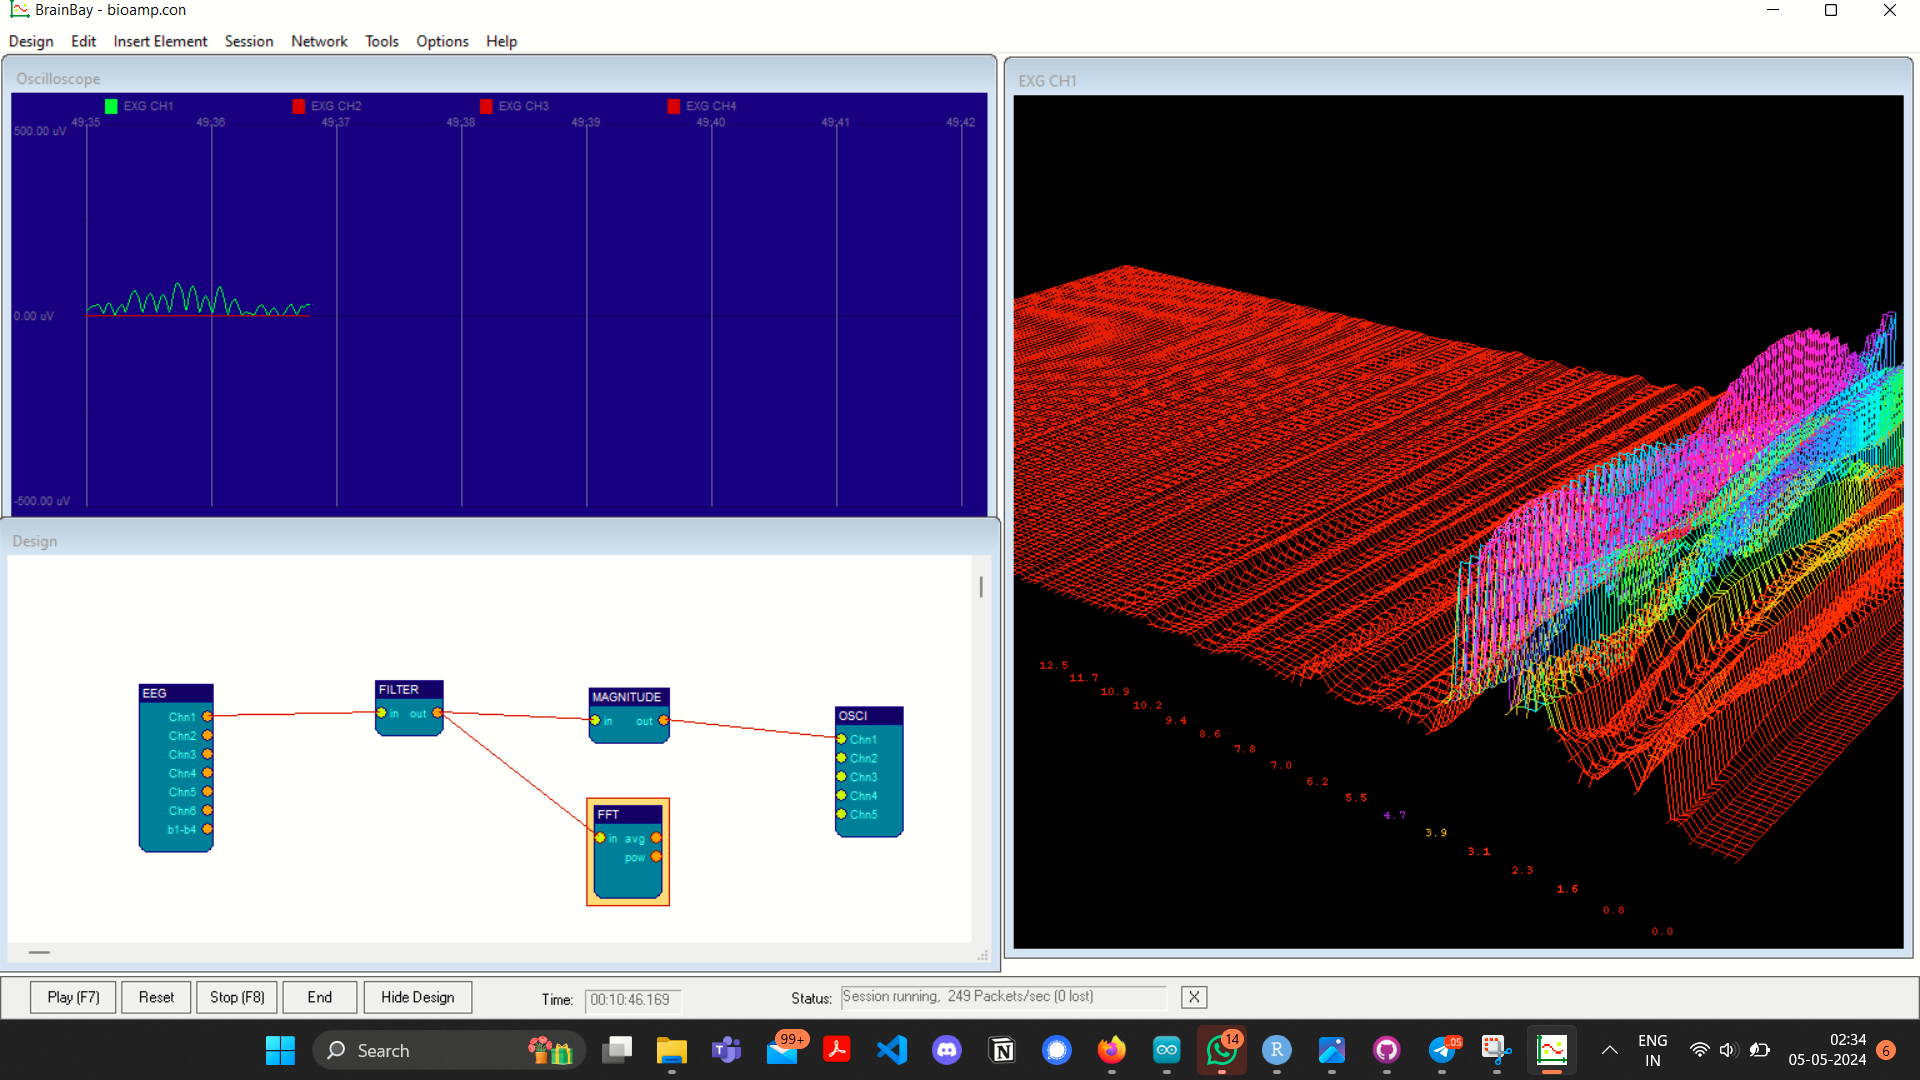 BrainBay - bioamp.con
Design Edit Insert Element Session Network Tools Options Help
Oscilloscope
EXG CH1 EXG CH2 EXG CH3 EXG CH4
49:35 49:36 49:37 49:38 49:39 49:40 49:41 49:42
500.00 uV
0.00 uV
-500.00 uV
EXG CH1
12.5
11.7
10.9
10.2
9.4
8.6
7.8
7.0
6.2
5.5
4.7
3.9
3.1
2.3
1.6
0.8
0.0
Design
EEG
Chn1
Chn2
Chn3
Chn4
Chn5
Chn6
b1-b4
FILTER
in out
MAGNITUDE
in out
FFT
in avg
pow
OSCI
Chn1
Chn2
Chn3
Chn4
Chn5
Play (F7) Reset Stop (F8) End Hide Design Time: 00:10:46.169 Status: Session running, 249 Packets/sec (0 lost) X
Search
99+
14
.05
ENG
IN
02:34
05-05-2024
6